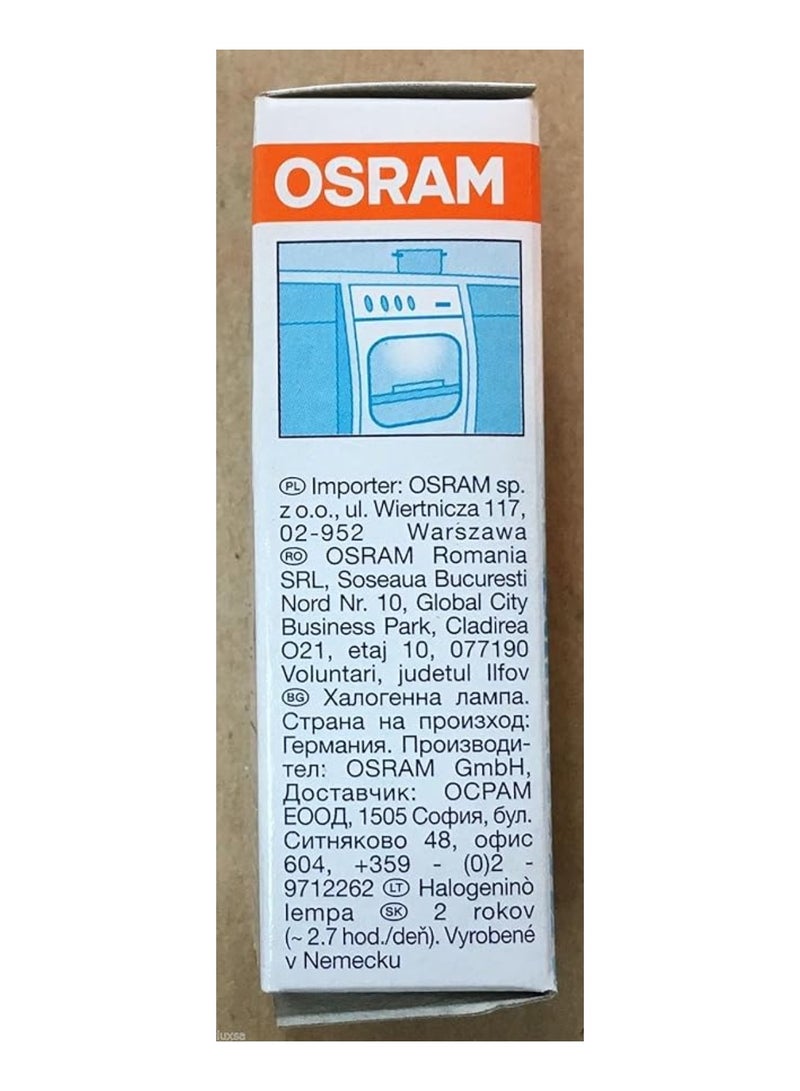 OSRAM
PL Importer: OSRAM sp.
z o.o., ul. Wiertnicza 117,
02-952 Warszawa
RO OSRAM Romania
SRL, Soseaua Bucuresti
Nord Nr. 10, Global City
Business Park, Cladirea
O21, etaj 10, 077190
Voluntari, judetul Ilfov
BG Халогенна лампа.
Страна на произход:
Германия. Производи-
тел: OSRAM GmbH,
Доставчик: ОСРАМ
ЕООД, 1505 София, бул.
Ситняково 48, офис
604, +359 - (0)2 -
9712262 LT Halogeninò
lempa SK 2 rokov
(~ 2.7 hod./deň). Vyrobené
v Nemecku
luxsa